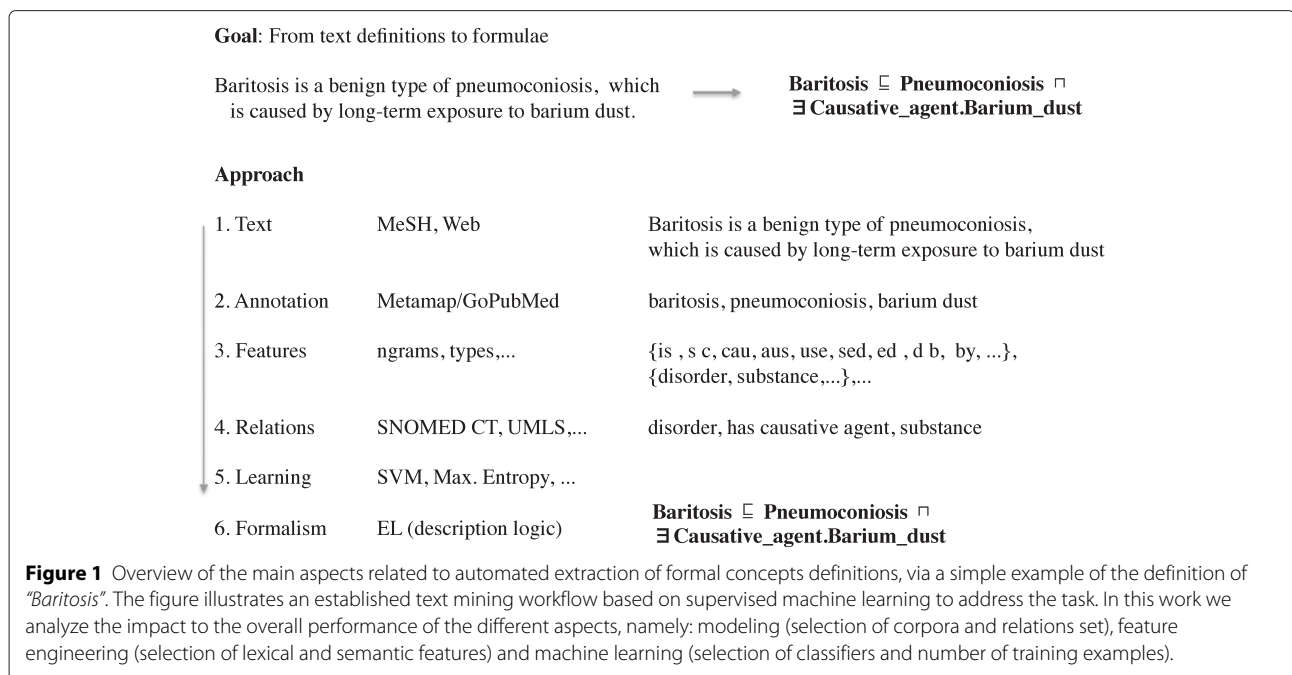 Goal: From text definitions to formulae
Baritosis is a benign type of pneumoconiosis, which is caused by long-term exposure to barium dust.
Baritosis ⊑ Pneumoconiosis ⊓
∃ Causative_agent.Barium_dust
Approach
1. Text MeSH, Web Baritosis is a benign type of pneumoconiosis,
which is caused by long-term exposure to barium dust
2. Annotation Metamap/GoPubMed baritosis, pneumoconiosis, barium dust
3. Features ngrams, types,... {is , s c, cau, aus, use, sed, ed , d b, by, ...},
{disorder, substance,...},...
4. Relations SNOMED CT, UMLS,... disorder, has causative agent, substance
5. Learning SVM, Max. Entropy, ...
6. Formalism EL (description logic) Baritosis ⊑ Pneumoconiosis ⊓
∃ Causative_agent.Barium_dust
Figure 1 Overview of the main aspects related to automated extraction of formal concepts definitions, via a simple example of the definition of
"Baritosis". The figure illustrates an established text mining workflow based on supervised machine learning to address the task. In this work we
analyze the impact to the overall performance of the different aspects, namely: modeling (selection of corpora and relations set), feature
engineering (selection of lexical and semantic features) and machine learning (selection of classifiers and number of training examples).